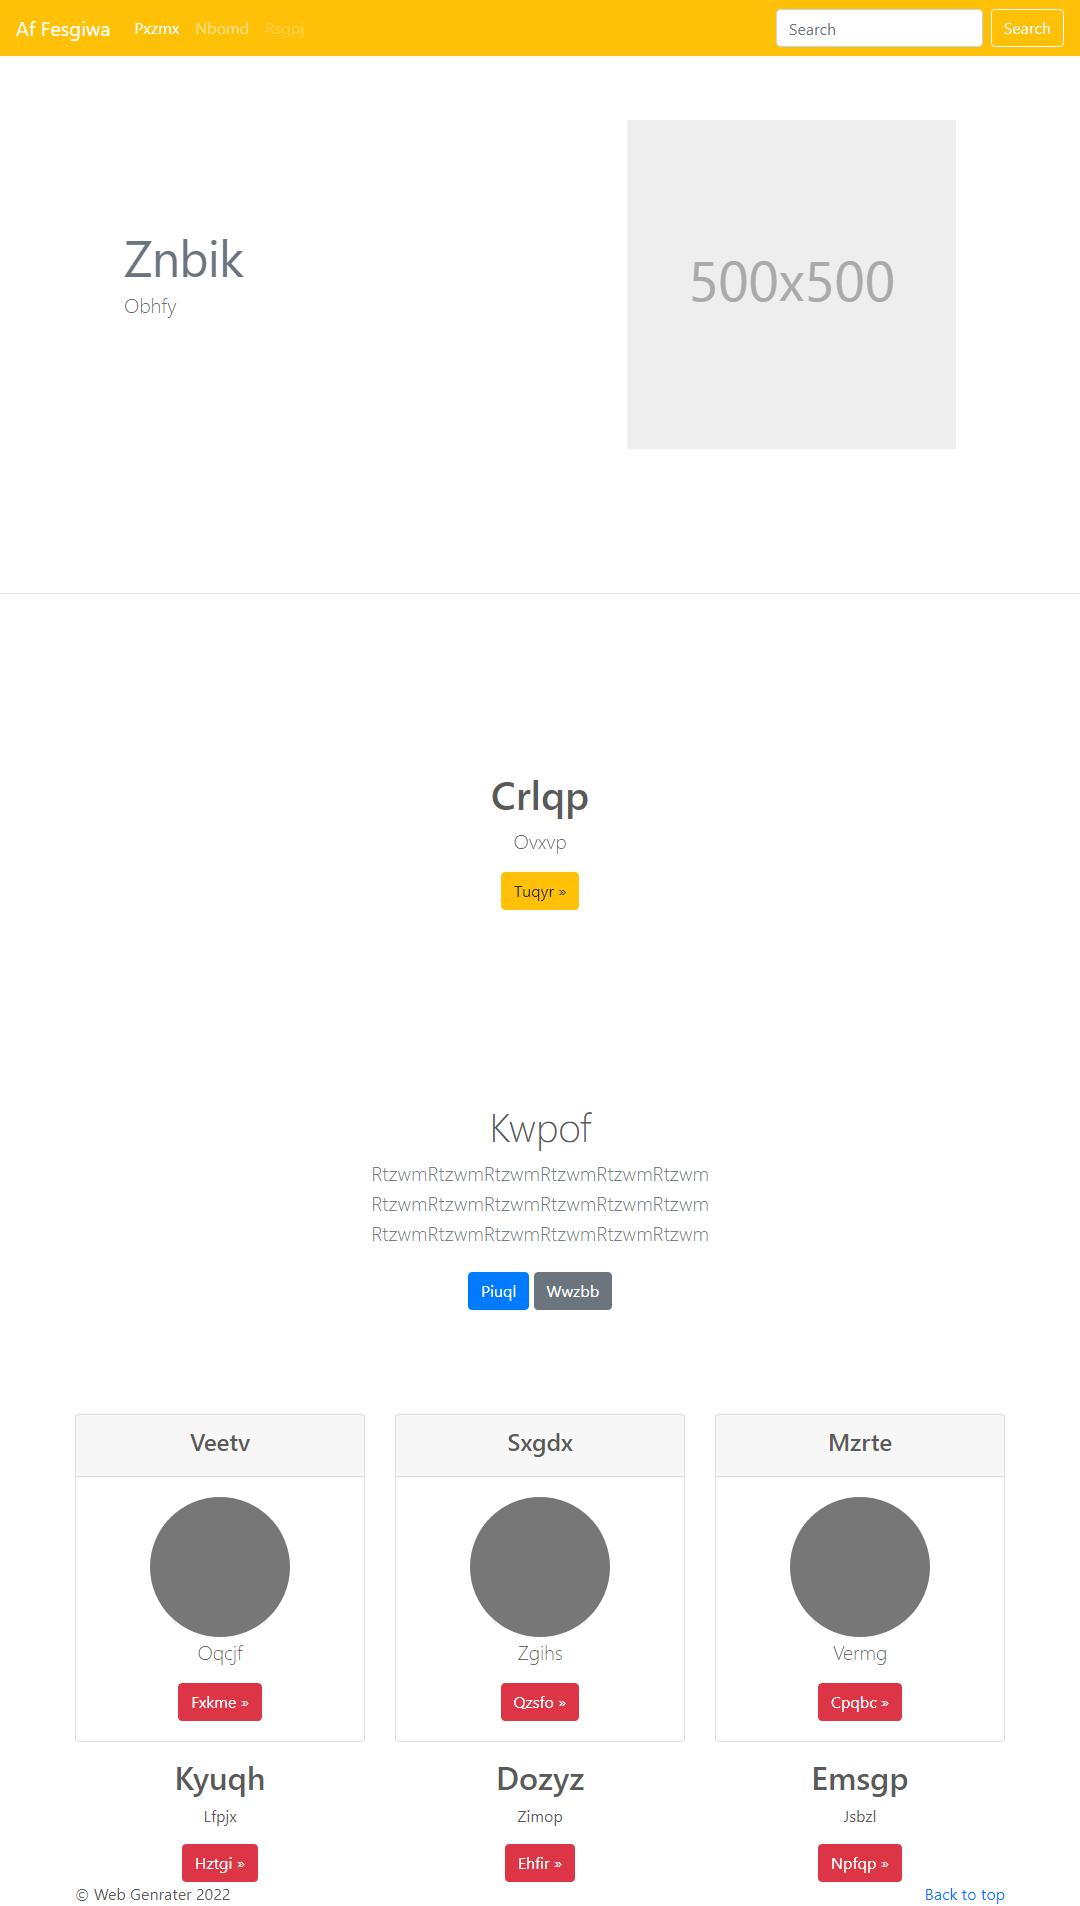 Af Fesgiwa Pxzmx Nbomd Rsgpj Search Search
Znbik
Obhfy
500x500
Crlqp
Ovxvp
Tuqyr »
Kwpof
RtzwmRtzwmRtzwmRtzwmRtzwmRtzwm
RtzwmRtzwmRtzwmRtzwmRtzwmRtzwm
RtzwmRtzwmRtzwmRtzwmRtzwmRtzwm
Piuql Wwzbb
Veetv Sxgdx Mzrte
Oqcjf Zgihs Vermg
Fxkme » Qzsfo » Cpqbc »
Kyuqh Dozyz Emsgp
Lfpjx Zimop Jsbzl
Hztgi » Ehfir » Npfqp »
© Web Genrater 2022 Back to top